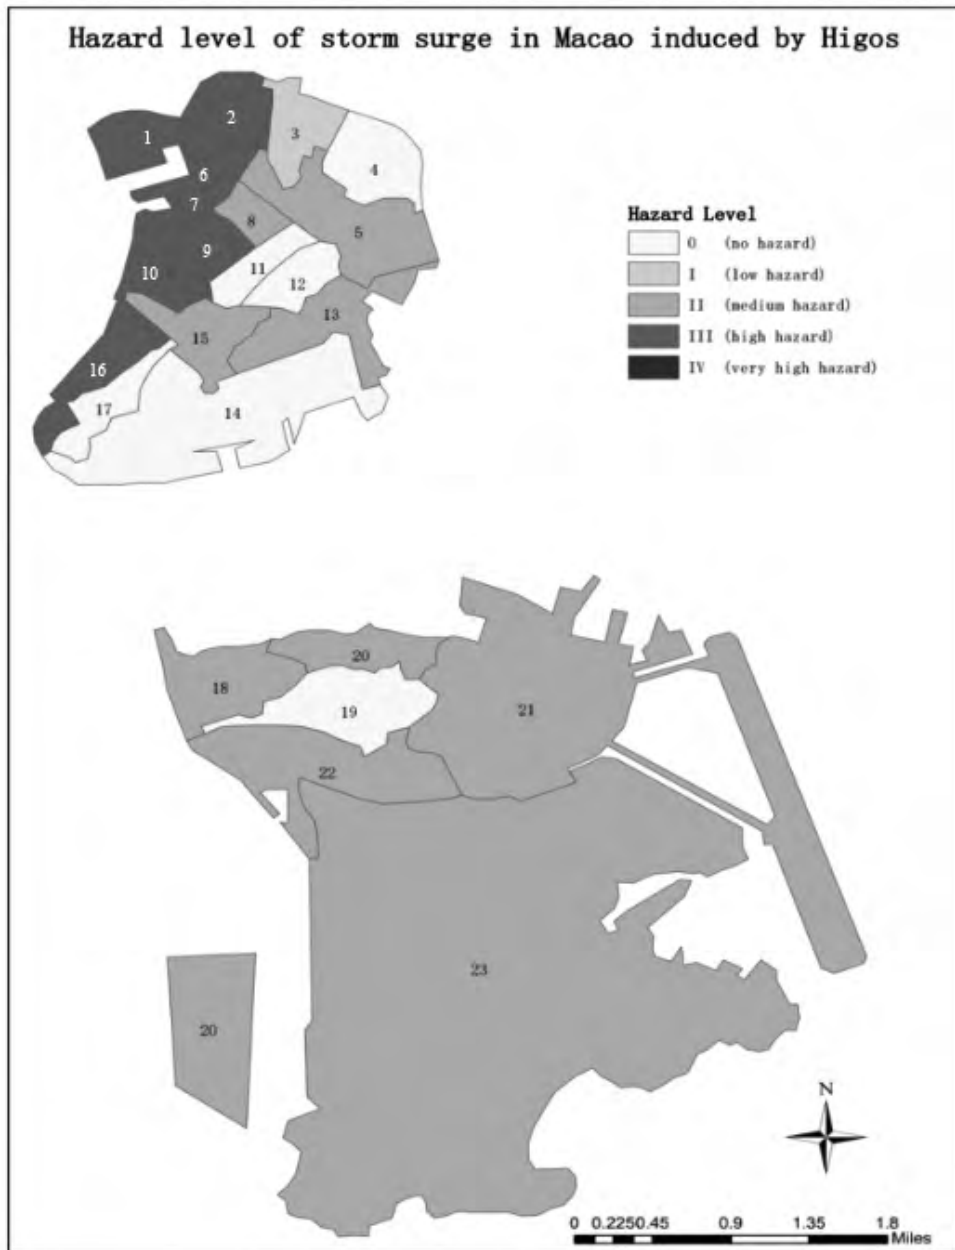 Hazard level of storm surge in Macao induced by Higos
2
1
3
4
6
7
8
5
9
11
10
12
13
15
16
17
14
Hazard Level
0 (no hazard)
I (low hazard)
II (medium hazard)
III (high hazard)
IV (very high hazard)
20
18
19
21
22
23
20
N
0 0.2250.45 0.9 1.35 1.8
Miles